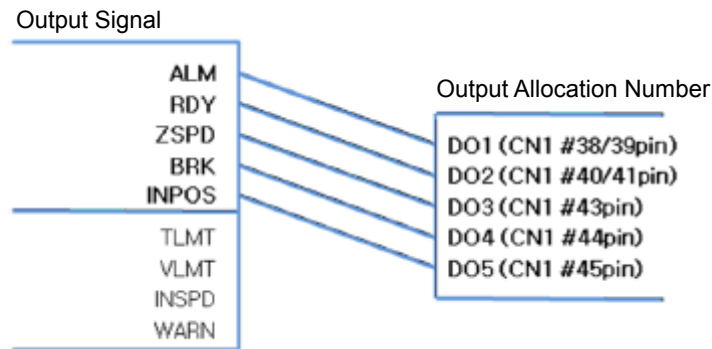 Output Signal
ALM
RDY
ZSPD
BRK
INPOS
TLMT
VLMT
INSPD
WARN
Output Allocation Number
DO1 (CN1 #38/39pin)
DO2 (CN1 #40/41pin)
DO3 (CN1 #43pin)
DO4 (CN1 #44pin)
DO5 (CN1 #45pin)